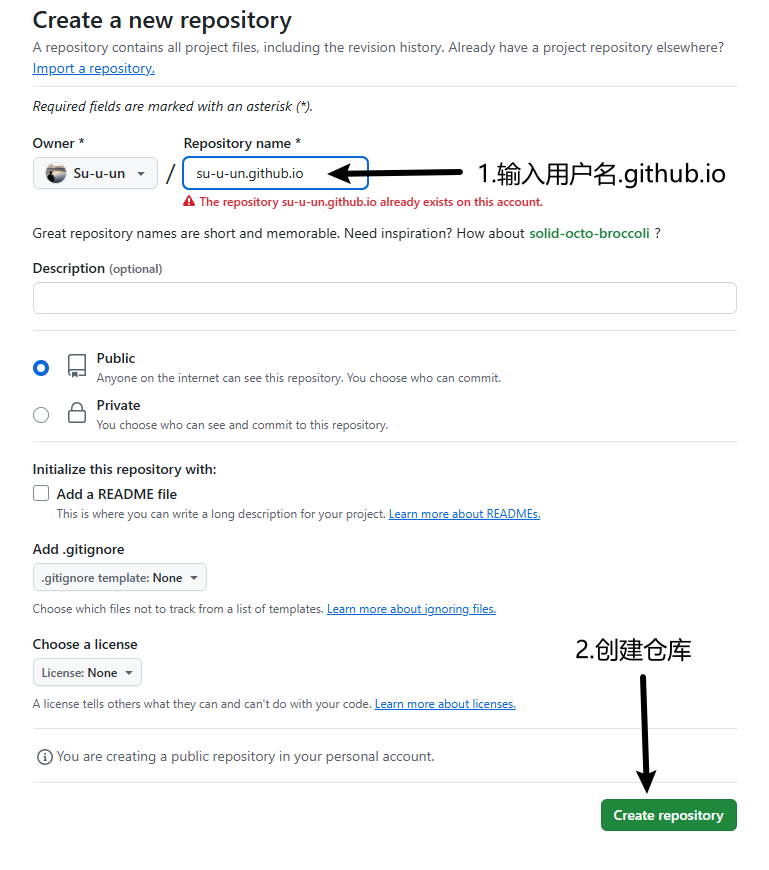 Create a new repository
A repository contains all project files, including the revision history. Already have a project repository elsewhere?
Import a repository.
Required fields are marked with an asterisk (*).
Owner *
Repository name *
Su-u-un
/
su-u-un.github.io
1.输入用户名.github.io
The repository su-u-un.github.io already exists on this account.
Great repository names are short and memorable. Need inspiration? How about solid-octo-broccoli ?
Description (optional)
Public
Anyone on the internet can see this repository. You choose who can commit.
Private
You choose who can see and commit to this repository.
Initialize this repository with:
Add a README file
This is where you can write a long description for your project. Learn more about READMEs.
Add .gitignore
.gitignore template: None
Choose which files not to track from a list of templates. Learn more about ignoring files.
Choose a license
2.创建仓库
License: None
A license tells others what they can and can't do with your code. Learn more about licenses.
You are creating a public repository in your personal account.
Create repository